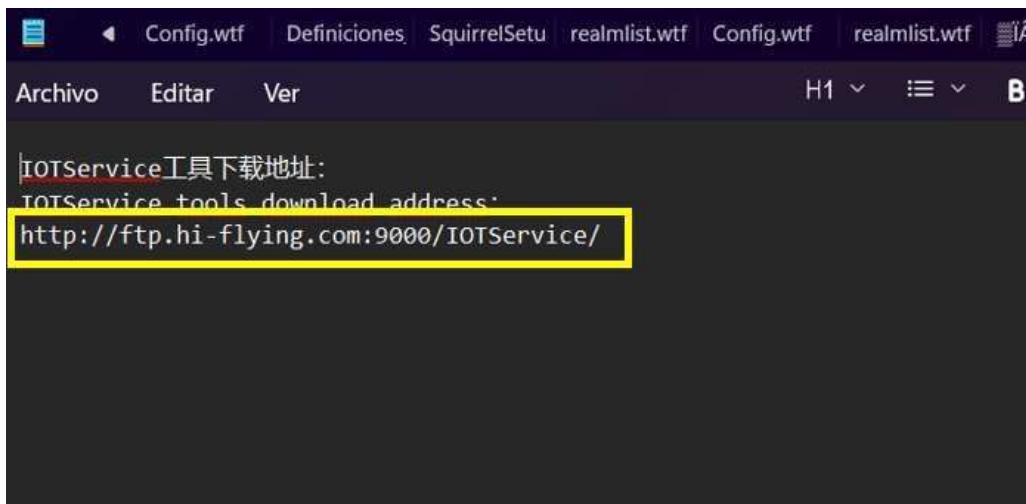 Config.wtf Definiciones SquirrelSetu realmlist.wtf Config.wtf realmlist.wtf
Archivo Editar Ver H1 B
IOTService工具下载地址:
IOTService tools download address:
http://ftp.hi-flying.com:9000/IOTService/